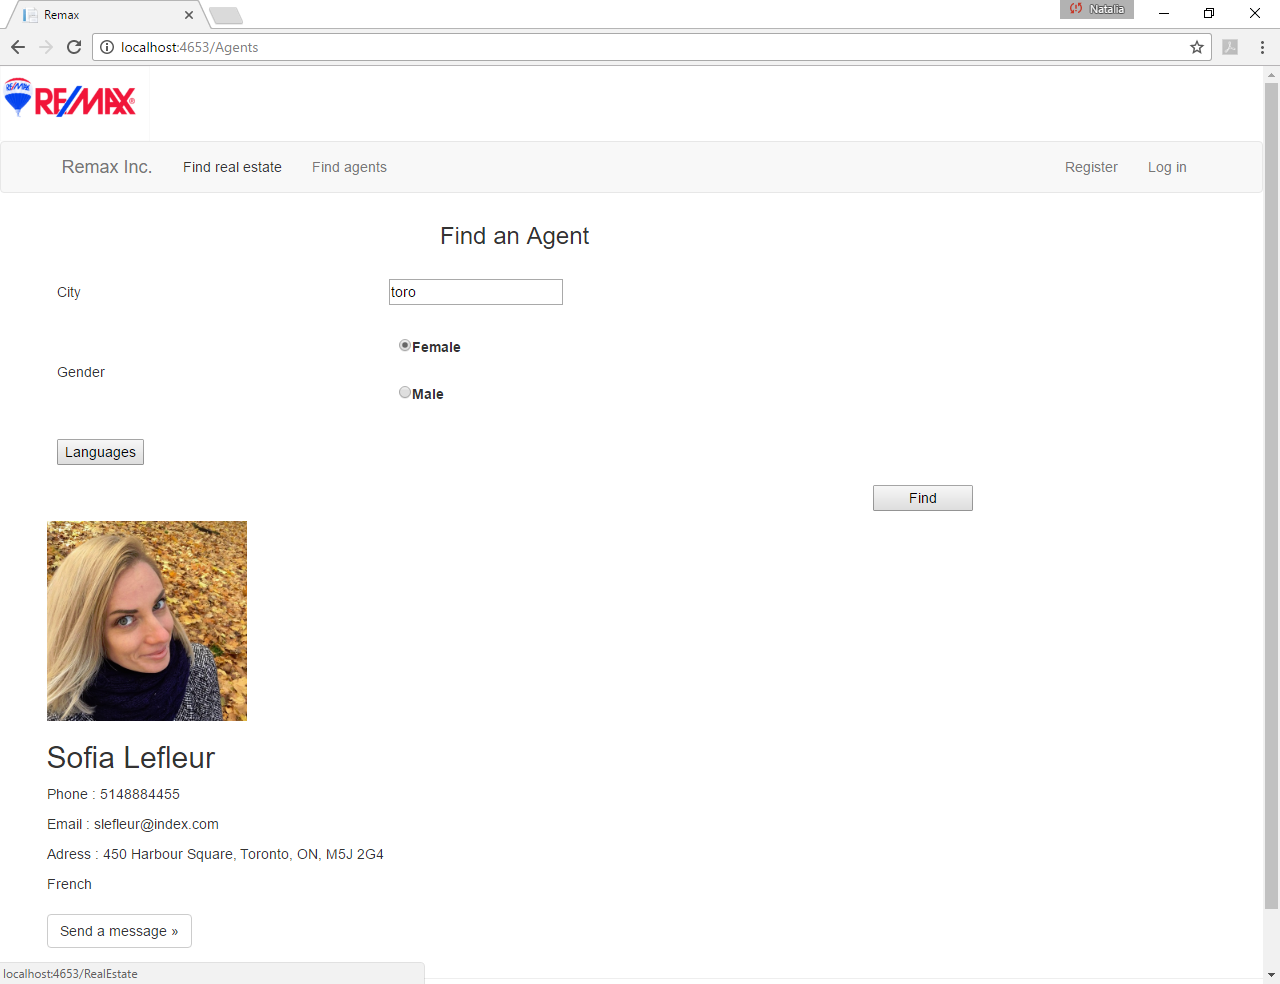 Remax
Natalia
localhost:4653/Agents
RE/MAX
RE/MAX®
Remax Inc. Find real estate Find agents Register Log in
Find an Agent
City toro
Gender
Female
Male
Languages
Find
Sofia Lefleur
Phone : 5148884455
Email : slefleur@index.com
Adress : 450 Harbour Square, Toronto, ON, M5J 2G4
French
Send a message »
localhost:4653/RealEstate